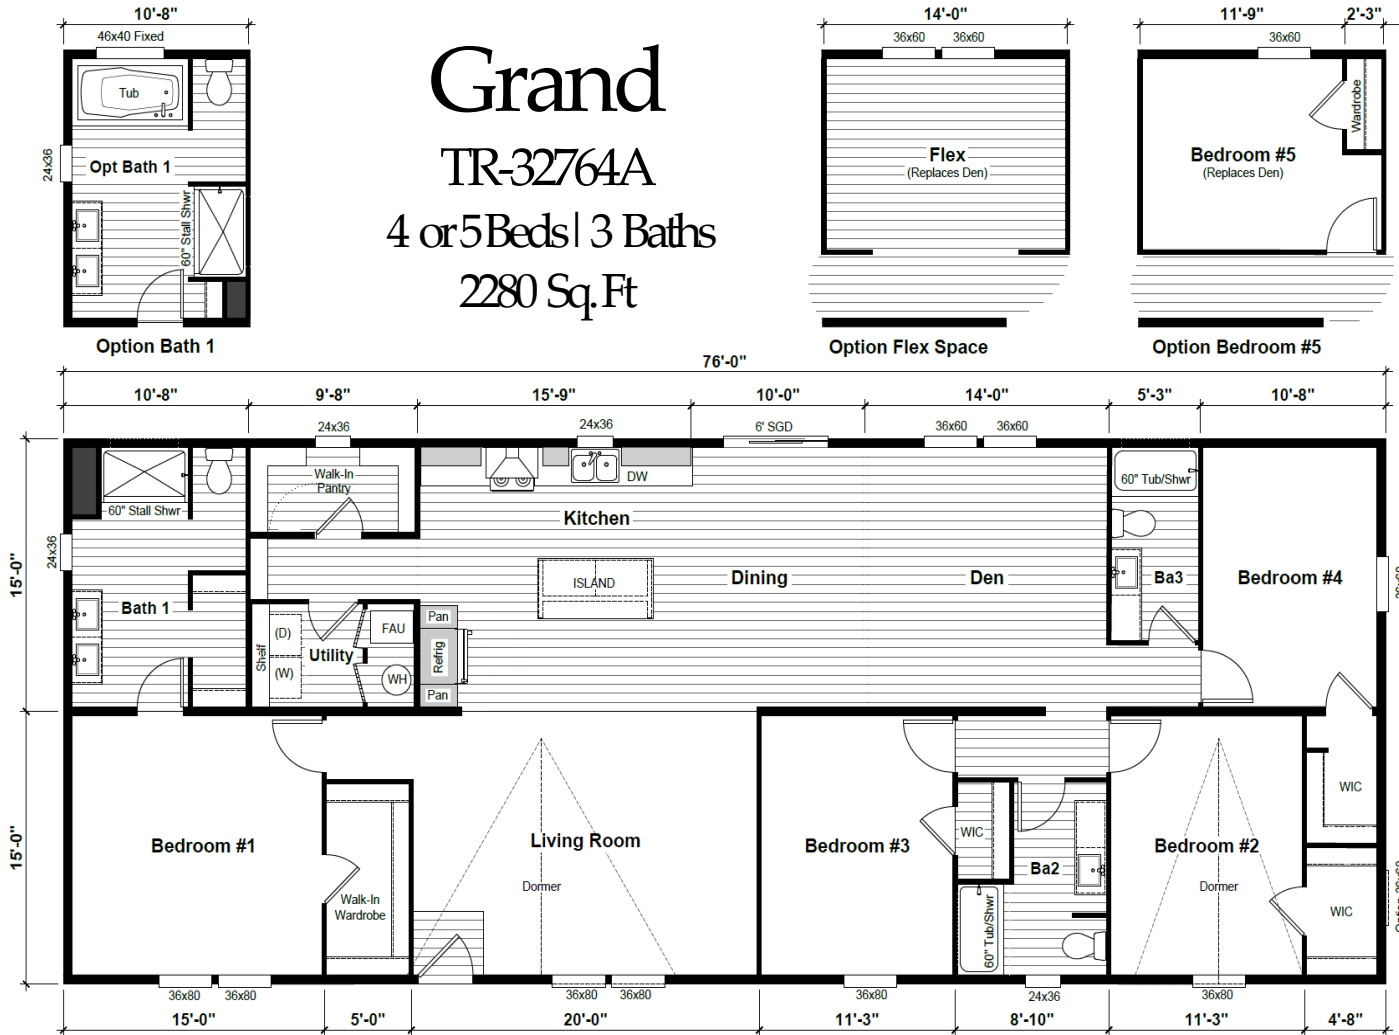 10'-8"
46x40 Fixed
Tub
24x36
Opt Bath 1
60" Stall Shwr
Option Bath 1
Grand
TR-32764A
4 or 5 Beds | 3 Baths
2280 Sq. Ft
14'-0"
36x60 36x60
Flex
(Replaces Den)
Option Flex Space
11'-9" 2'-3"
36x60
Wardrobe
Bedroom #5
(Replaces Den)
Option Bedroom #5
76'-0"
10'-8" 9'-8" 15'-9" 10'-0" 14'-0" 5'-3" 10'-8"
24x36 24x36 6' SGD 36x60 36x60
Walk-In
Pantry
DW
60" Tub/Shwr
60" Stall Shwr
Kitchen
24x36
15'-0"
ISLAND
Dining
Den
Ba3
Bedroom #4
Bath 1
Pan
(D)
FAU
Shelf
Utility
Refrig
(W)
WH
Pan
15'-0"
WIC
WIC
Bedroom #1
Living Room
Bedroom #3
Bedroom #2
Ba2
Dormer
Dormer
Walk-In
Wardrobe
WIC
60" Tub/Shwr
36x80 36x80 36x80 36x80 36x80 24x36 36x80
15'-0" 5'-0" 20'-0" 11'-3" 8'-10" 11'-3" 4'-8"